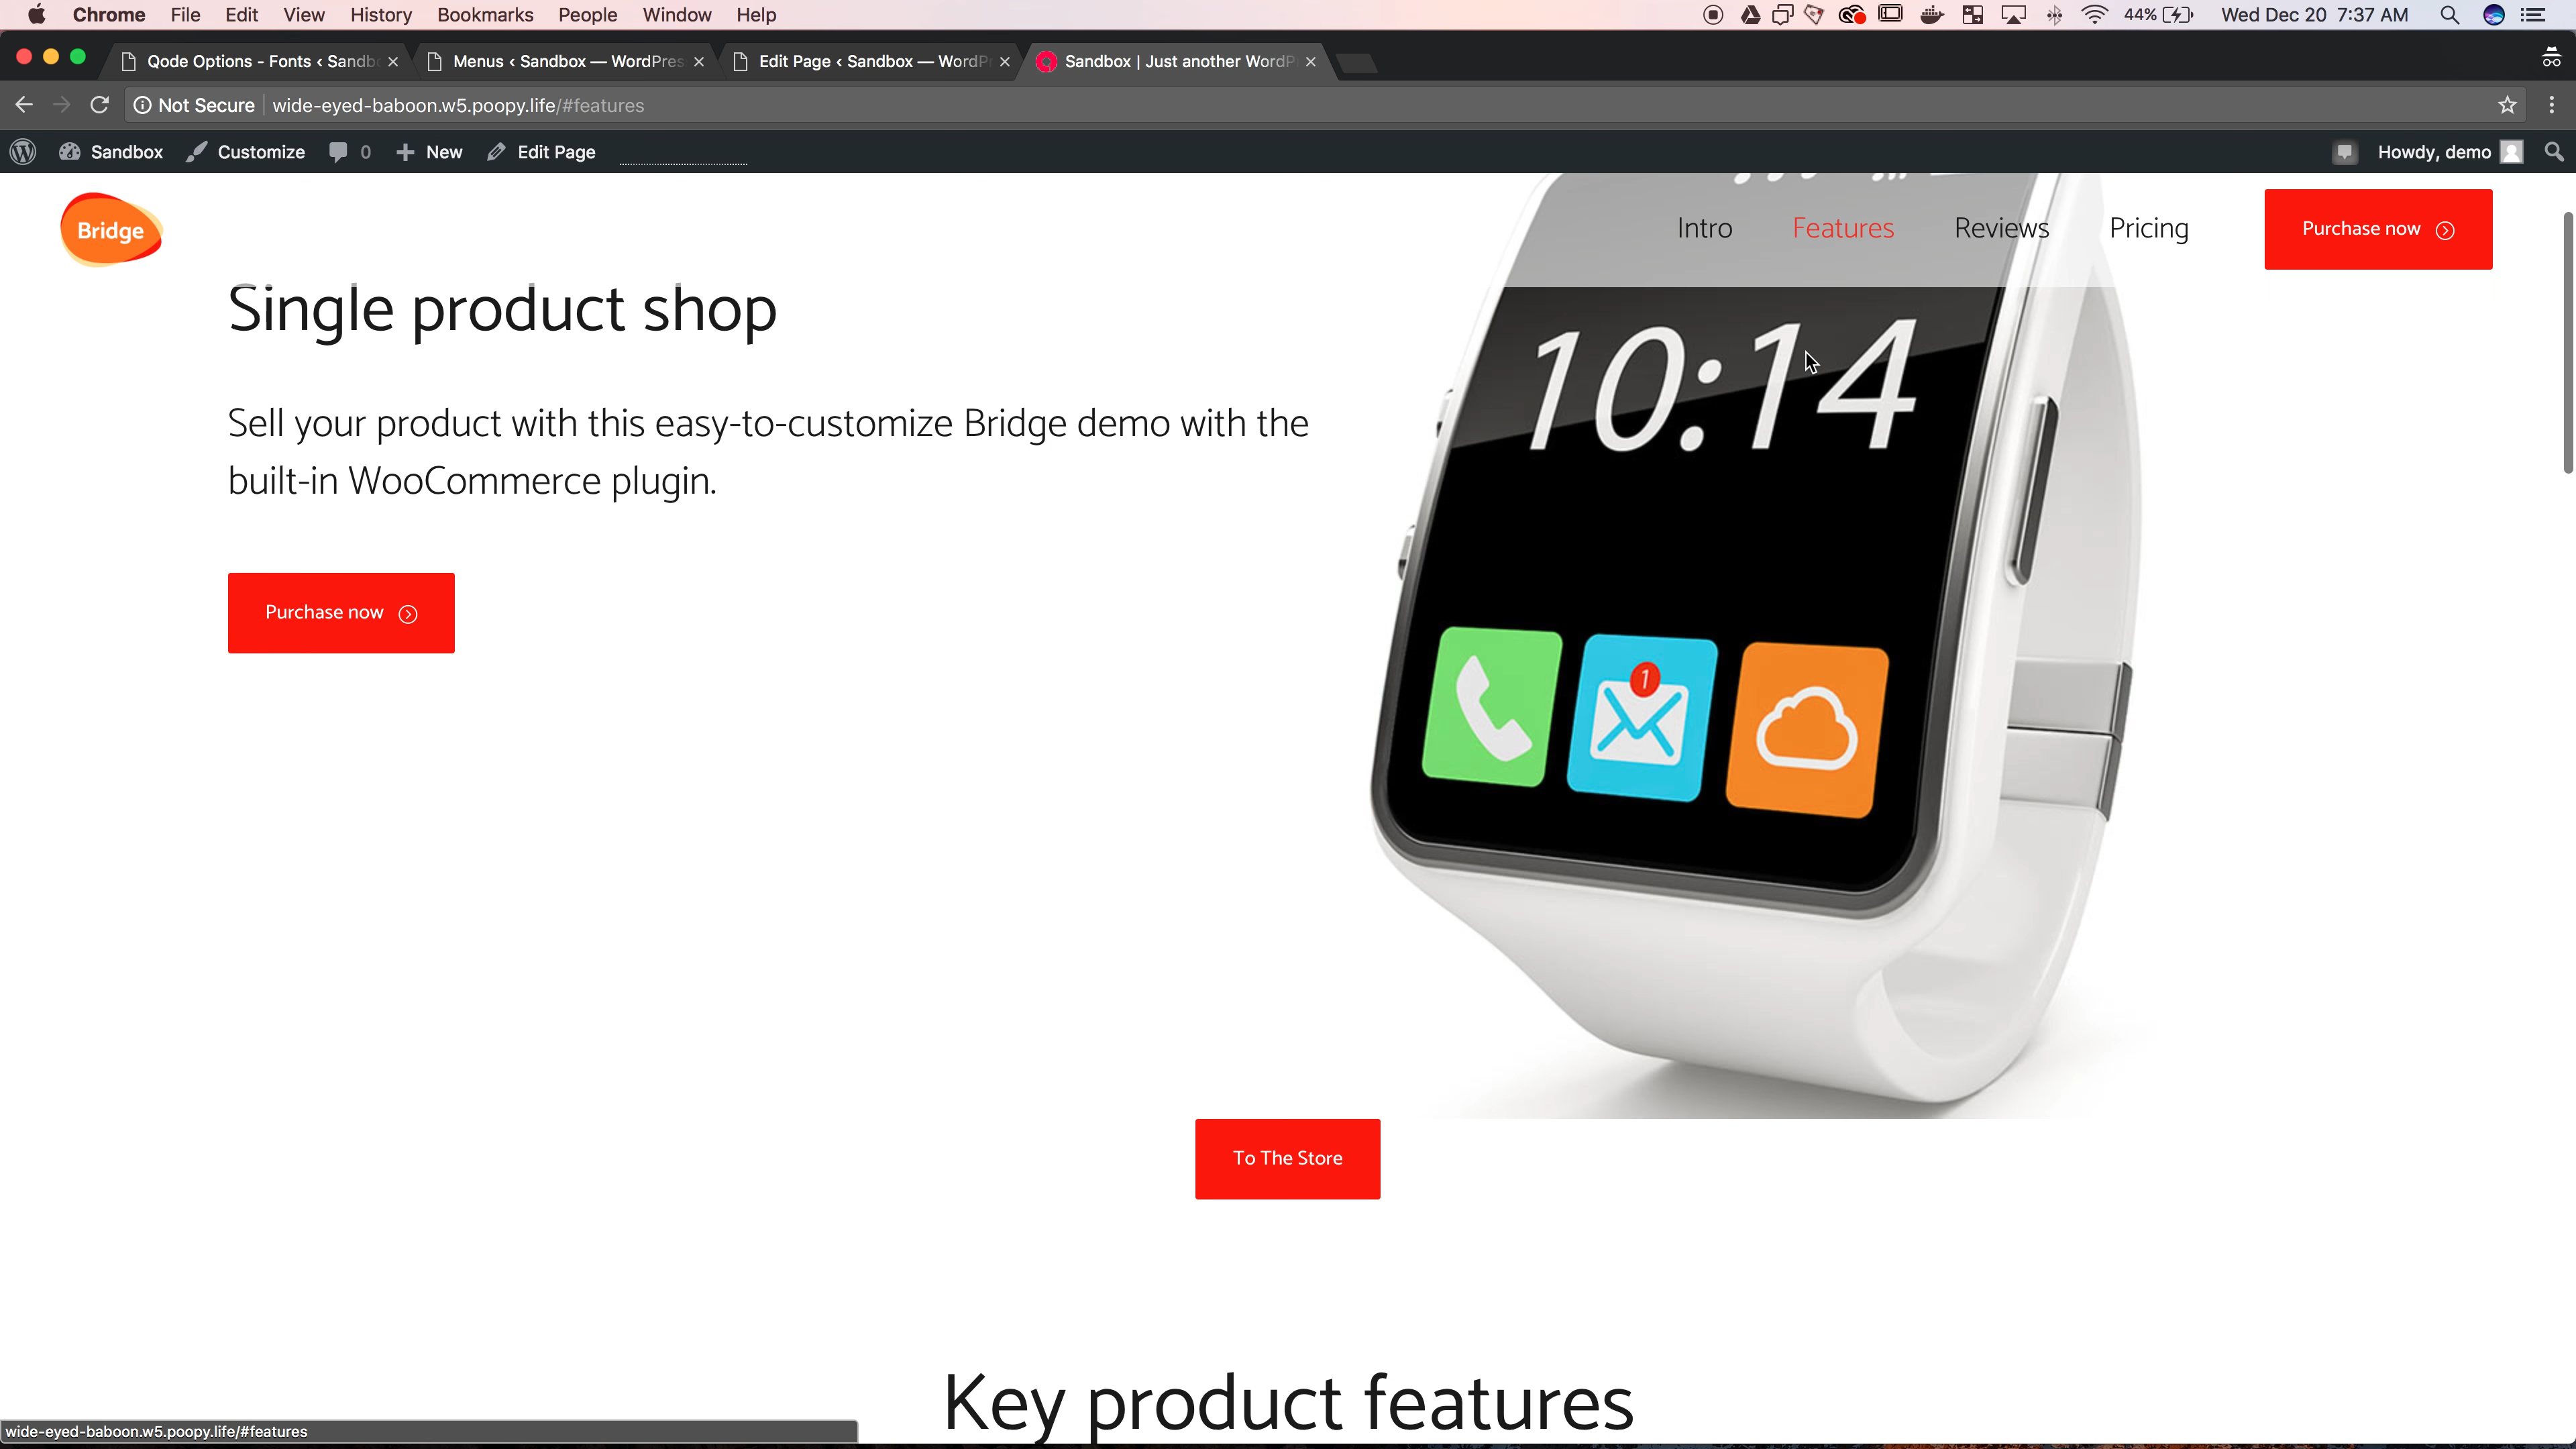 Chrome File Edit View History Bookmarks People Window Help 44% Wed Dec 20 7:37 AM
Qode Options - Fonts ‹ Sandb Menus ‹ Sandbox — WordPres Edit Page ‹ Sandbox — WordP Sandbox | Just another WordP
Not Secure wide-eyed-baboon.w5.poopy.life/#features
Sandbox Customize 0 New Edit Page Howdy, demo
Bridge Intro Features Reviews Pricing Purchase now
Single product shop
10:14
Sell your product with this easy-to-customize Bridge demo with the
built-in WooCommerce plugin.
Purchase now
1
To The Store
Key product features
wide-eyed-baboon.w5.poopy.life/#features